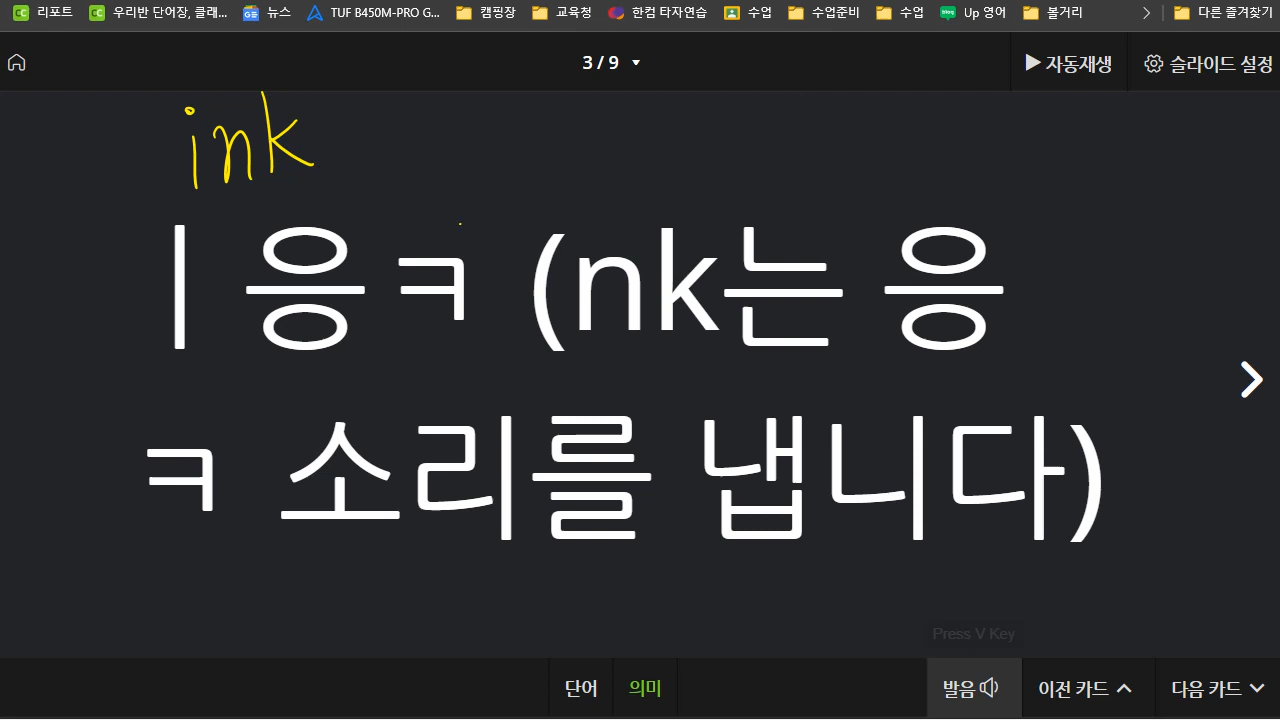 리포트 우리반 단어장, 클래... 뉴스 TUF B450M-PRO G... 캠핑장 교육청 한컴 타자연습 수업 수업준비 수업 Up 영어 볼거리 다른 즐겨찾기
3 / 9 자동재생 슬라이드 설정
ink
ㅣ응ㅋ (nk는 응
ㅋ 소리를 냅니다)
Press V Key
단어 의미 발음 이전 카드 다음 카드